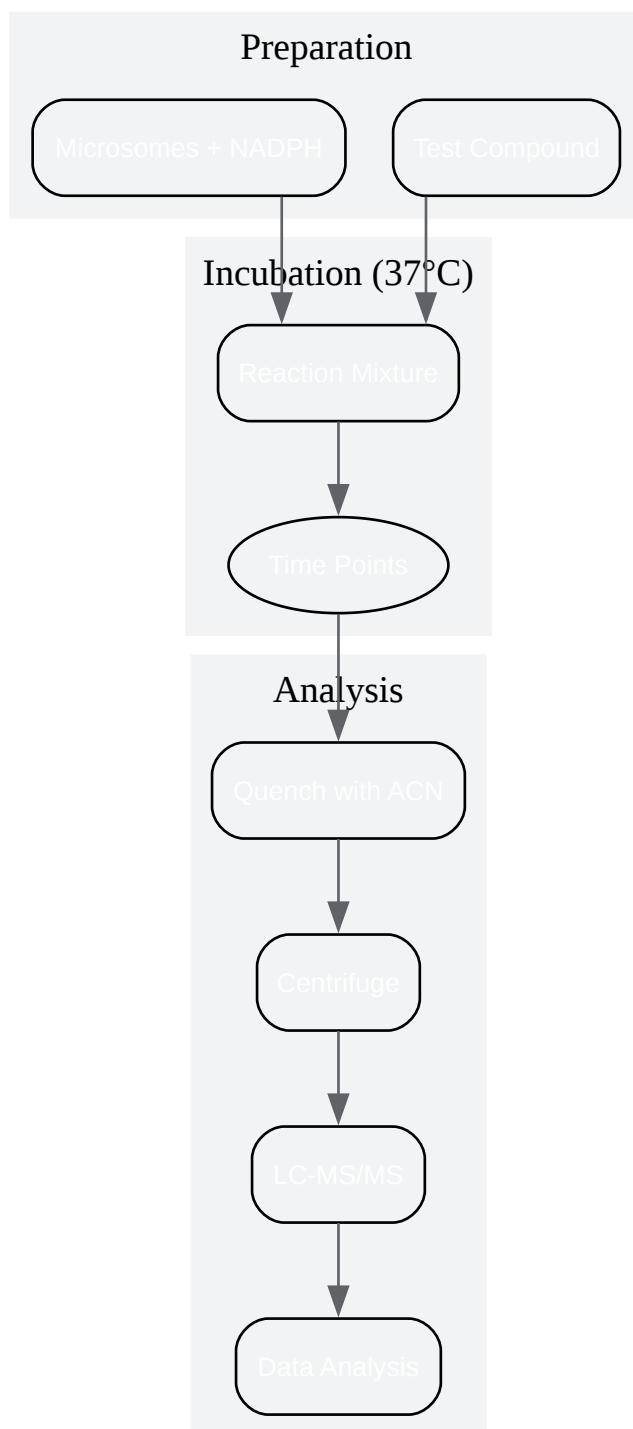 Preparation
Microsomes + NADPH
Test Compound
Incubation (37°C)
Reaction Mixture
Time Points
Analysis
Quench with ACN
Centrifuge
LC-MS/MS
Data Analysis